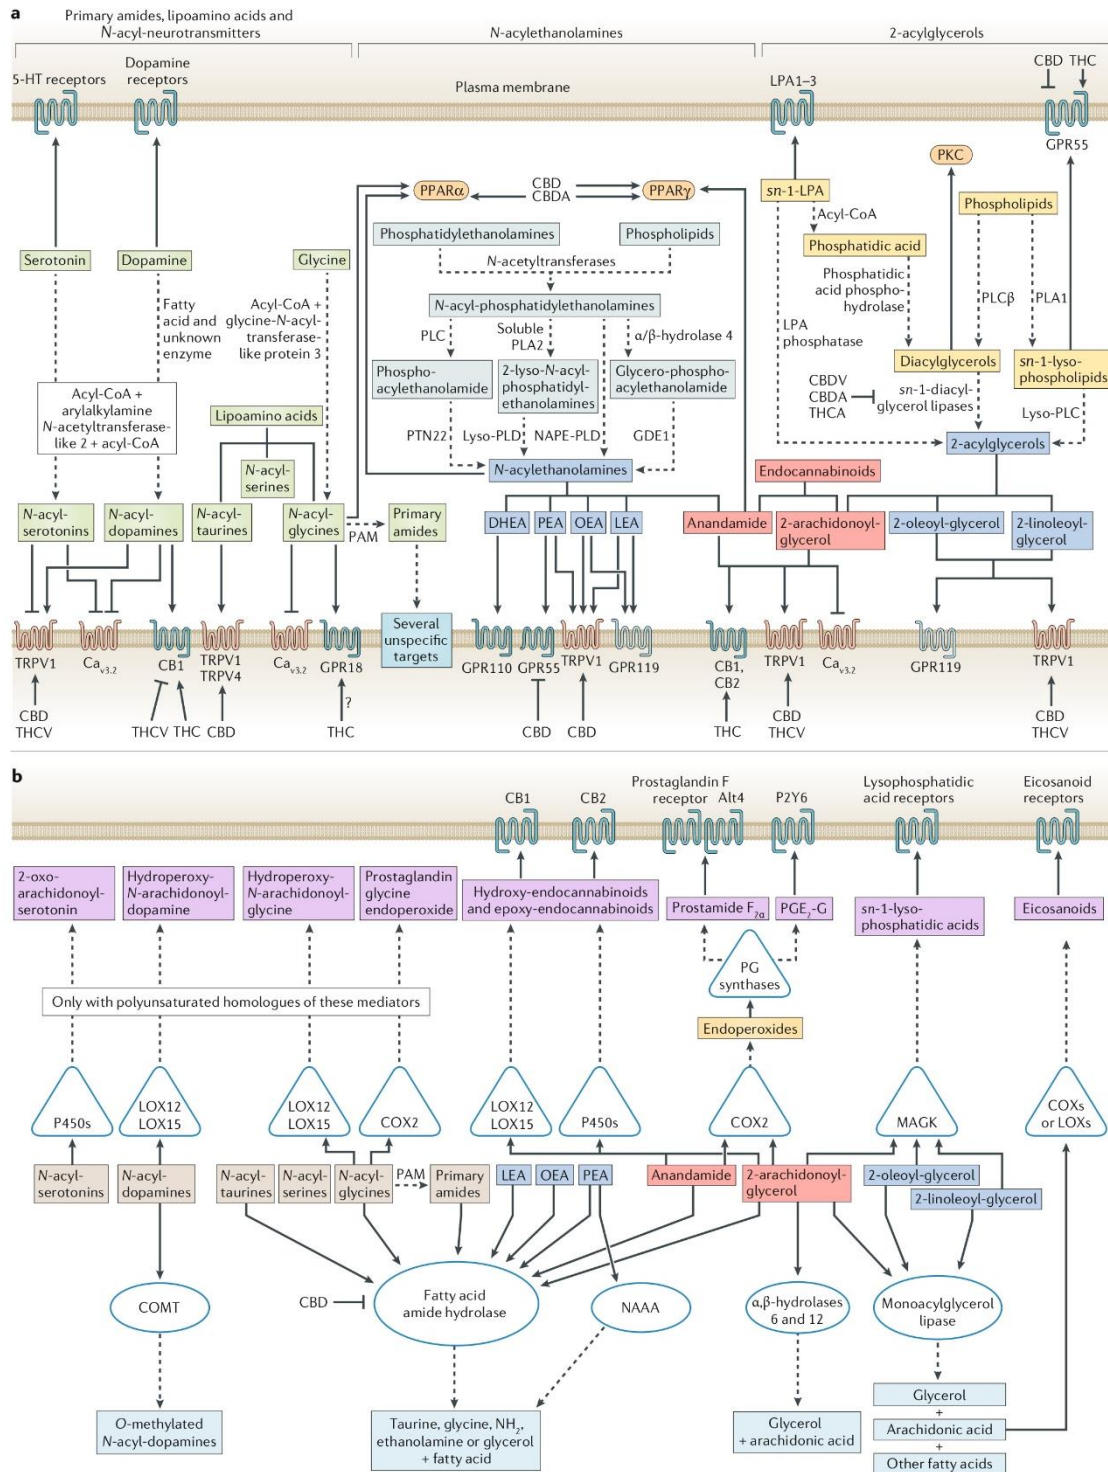 a
Primary amides, lipoamino acids and
N-acyl-neurotransmitters
N-acylethanolamines
2-acylglycerols
5-HT receptors
Dopamine
receptors
Plasma membrane
LPA1–3
CBD
THC
GPR55
PKC
PPARα
CBD
CBDA
PPARγ
sn-1-LPA
Acyl-CoA
Phospholipids
Phosphatidylethanolamines
Phospholipids
Phosphatidic acid
Serotonin
Dopamine
Glycine
N-acetyltransferases
Phosphatidic
acid phospho-
hydrolase
PLCβ
PLA1
Fatty
acid and
unknown
enzyme
Acyl-CoA +
glycine-N-acyl-
transferase-
like protein 3
N-acyl-phosphatidylethanolamines
PLC
Soluble
PLA2
α/β-hydrolase 4
LPA
phosphatase
Phospho-
acylethanolamide
2-lyso-N-acyl-
phosphatidyl-
ethanolamines
Glycero-phospho-
acylethanolamide
Diacylglycerols
sn-1-lyso-
phospholipids
CBDV
CBDA
THCA
sn-1-diacyl-
glycerol lipases
Lyso-PLC
Acyl-CoA +
arylalkylamine
N-acetyltransferase-
like 2 + acyl-CoA
Lipoamino acids
PTN22
Lyso-PLD
NAPE-PLD
GDE1
2-acylglycerols
N-acyl-
serines
N-acylethanolamines
Endocannabinoids
N-acyl-
serotonins
N-acyl-
dopamines
N-acyl-
taurines
N-acyl-
glycines
PAM
Primary
amides
DHEA
PEA
OEA
LEA
Anandamide
2-arachidonoyl-
glycerol
2-oleoyl-glycerol
2-linoleoyl-
glycerol
TRPV1
Cav3.2
CB1
TRPV1
TRPV4
Cav3.2
GPR18
Several
unspecific
targets
GPR110
GPR55
TRPV1
GPR119
CB1,
CB2
TRPV1
Cav3.2
GPR119
TRPV1
CBD
THCV
THCV
THC
CBD
?
THC
CBD
CBD
THC
CBD
THCV
CBD
THCV
b
CB1
CB2
Prostaglandin F
receptor
Alt4
P2Y6
Lysophosphatidic
acid receptors
Eicosanoid
receptors
2-oxo-
arachidonoyl-
serotonin
Hydroperoxy-
N-arachidonoyl-
dopamine
Hydroperoxy-
N-arachidonoyl-
glycine
Prostaglandin
glycine
endoperoxide
Hydroxy-endocannabinoids
and epoxy-endocannabinoids
Prostamide F2α
PGE2-G
sn-1-lyso-
phosphatidic acids
Eicosanoids
PG
synthases
Only with polyunsaturated homologues of these mediators
Endoperoxides
P450s
LOX12
LOX15
LOX12
LOX15
COX2
LOX12
LOX15
P450s
COX2
MAGK
COXs
or LOXs
N-acyl-
serotonins
N-acyl-
dopamines
N-acyl-
taurines
N-acyl-
serines
N-acyl-
glycines
PAM
Primary
amides
LEA
OEA
PEA
Anandamide
2-arachidonoyl-
glycerol
2-oleoyl-glycerol
2-linoleoyl-glycerol
COMT
CBD
Fatty acid
amide hydrolase
NAAA
α,β-hydrolases
6 and 12
Monoacylglycerol
lipase
O-methylated
N-acyl-dopamines
Taurine, glycine, NH2,
ethanolamine or glycerol
+ fatty acid
Glycerol
+ arachidonic acid
Glycerol
+
Arachidonic acid
+
Other fatty acids